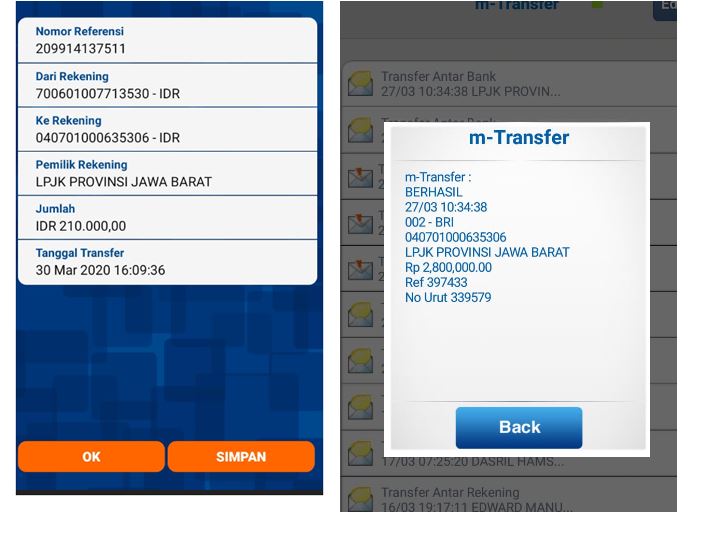 Nomor Referensi
209914137511
Dari Rekening
700601007713530 - IDR
Ke Rekening
040701000635306 - IDR
Pemilik Rekening
LPJK PROVINSI JAWA BARAT
Jumlah
IDR 210.000,00
Tanggal Transfer
30 Mar 2020 16:09:36
OK
SIMPAN
m-Transfer
Ed
Transfer Antar Bank
27/03 10:34:38 LPJK PROVIN...
Transfer Antar Bank
m-Transfer
m-Transfer :
BERHASIL
27/03 10:34:38
002 - BRI
040701000635306
LPJK PROVINSI JAWA BARAT
Rp 2,800,000.00
Ref 397433
No Urut 339579
Back
17/03 07:25:20 DASRIL HAMS...
Transfer Antar Rekening
16/03 19:17:11 EDWARD MANU...